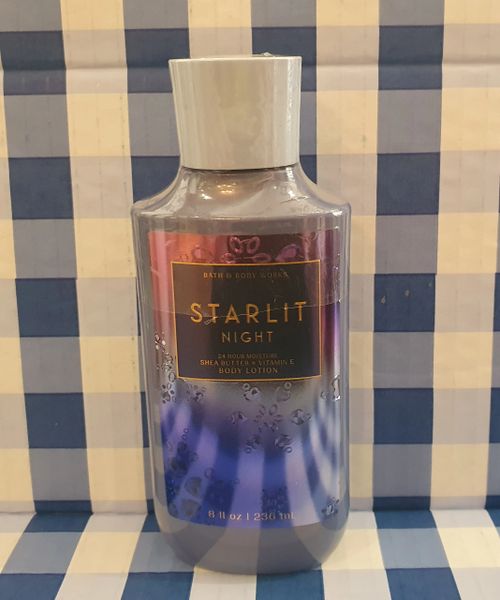 BATH & BODY WORKS
STARLIT
NIGHT
24 HOUR MOISTURE
SHEA BUTTER + VITAMIN E
BODY LOTION
8 fl oz | 236 mL